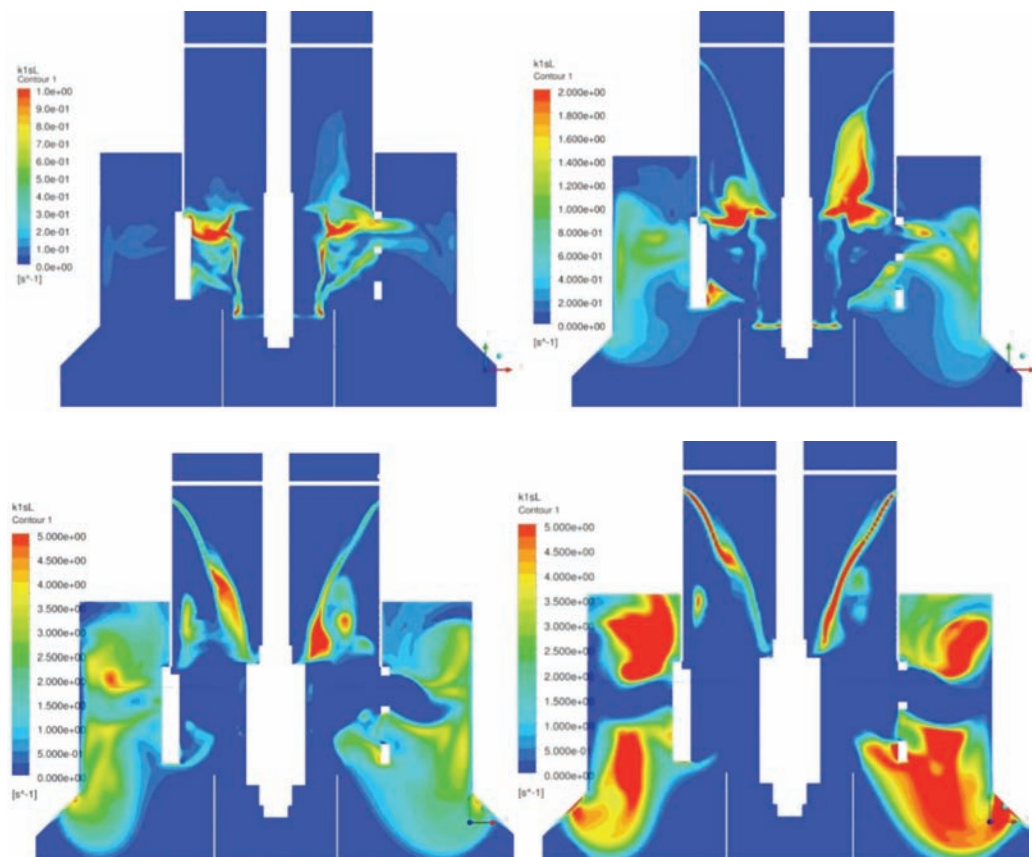 k1sL
Contour 1
1.0e+00
9.0e-01
8.0e-01
7.0e-01
6.0e-01
5.0e-01
4.0e-01
3.0e-01
2.0e-01
1.0e-01
0.0e+00
[s^-1]
k1sL
Contour 1
2.000e+00
1.800e+00
1.600e+00
1.400e+00
1.200e+00
1.000e+00
8.000e-01
6.000e-01
4.000e-01
2.000e-01
0.000e+00
[s^-1]
k1sL
Contour 1
5.000e+00
4.500e+00
4.000e+00
3.500e+00
3.000e+00
2.500e+00
2.000e+00
1.500e+00
1.000e+00
5.000e-01
0.000e+00
[s^-1]
k1sL
Contour 1
5.000e+00
4.500e+00
4.000e+00
3.500e+00
3.000e+00
2.500e+00
2.000e+00
1.500e+00
1.000e+00
5.000e-01
0.000e+00
[s^-1]